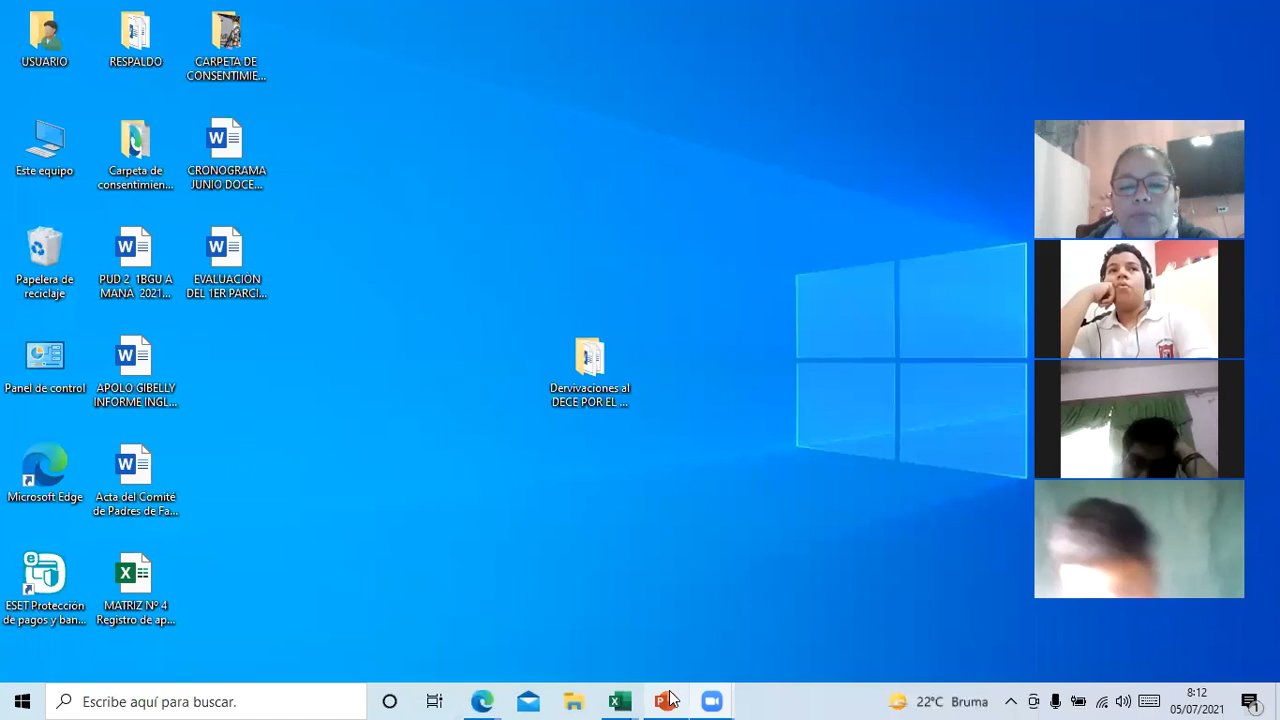 USUARIO
RESPALDO
CARPETA DE
CONSENTIMIE...
Este equipo
Carpeta de
consentimien...
CRONOGRAMA
JUNIO DOCE...
Papelera de
reciclaje
PUD 2 1BGU A
MANA 2021...
EVALUACIÒN
DEL 1ER PARCI...
Panel de control
APOLO GIBELLY
INFORME INGL...
Dervivaciones al
DECE POR EL ...
Microsoft Edge
Acta del Comité
de Padres de Fa...
ESET Protección
de pagos y ban...
MATRIZ Nº 4
Registro de ap...
Escribe aquí para buscar.
22°C Bruma
8:12
05/07/2021
1